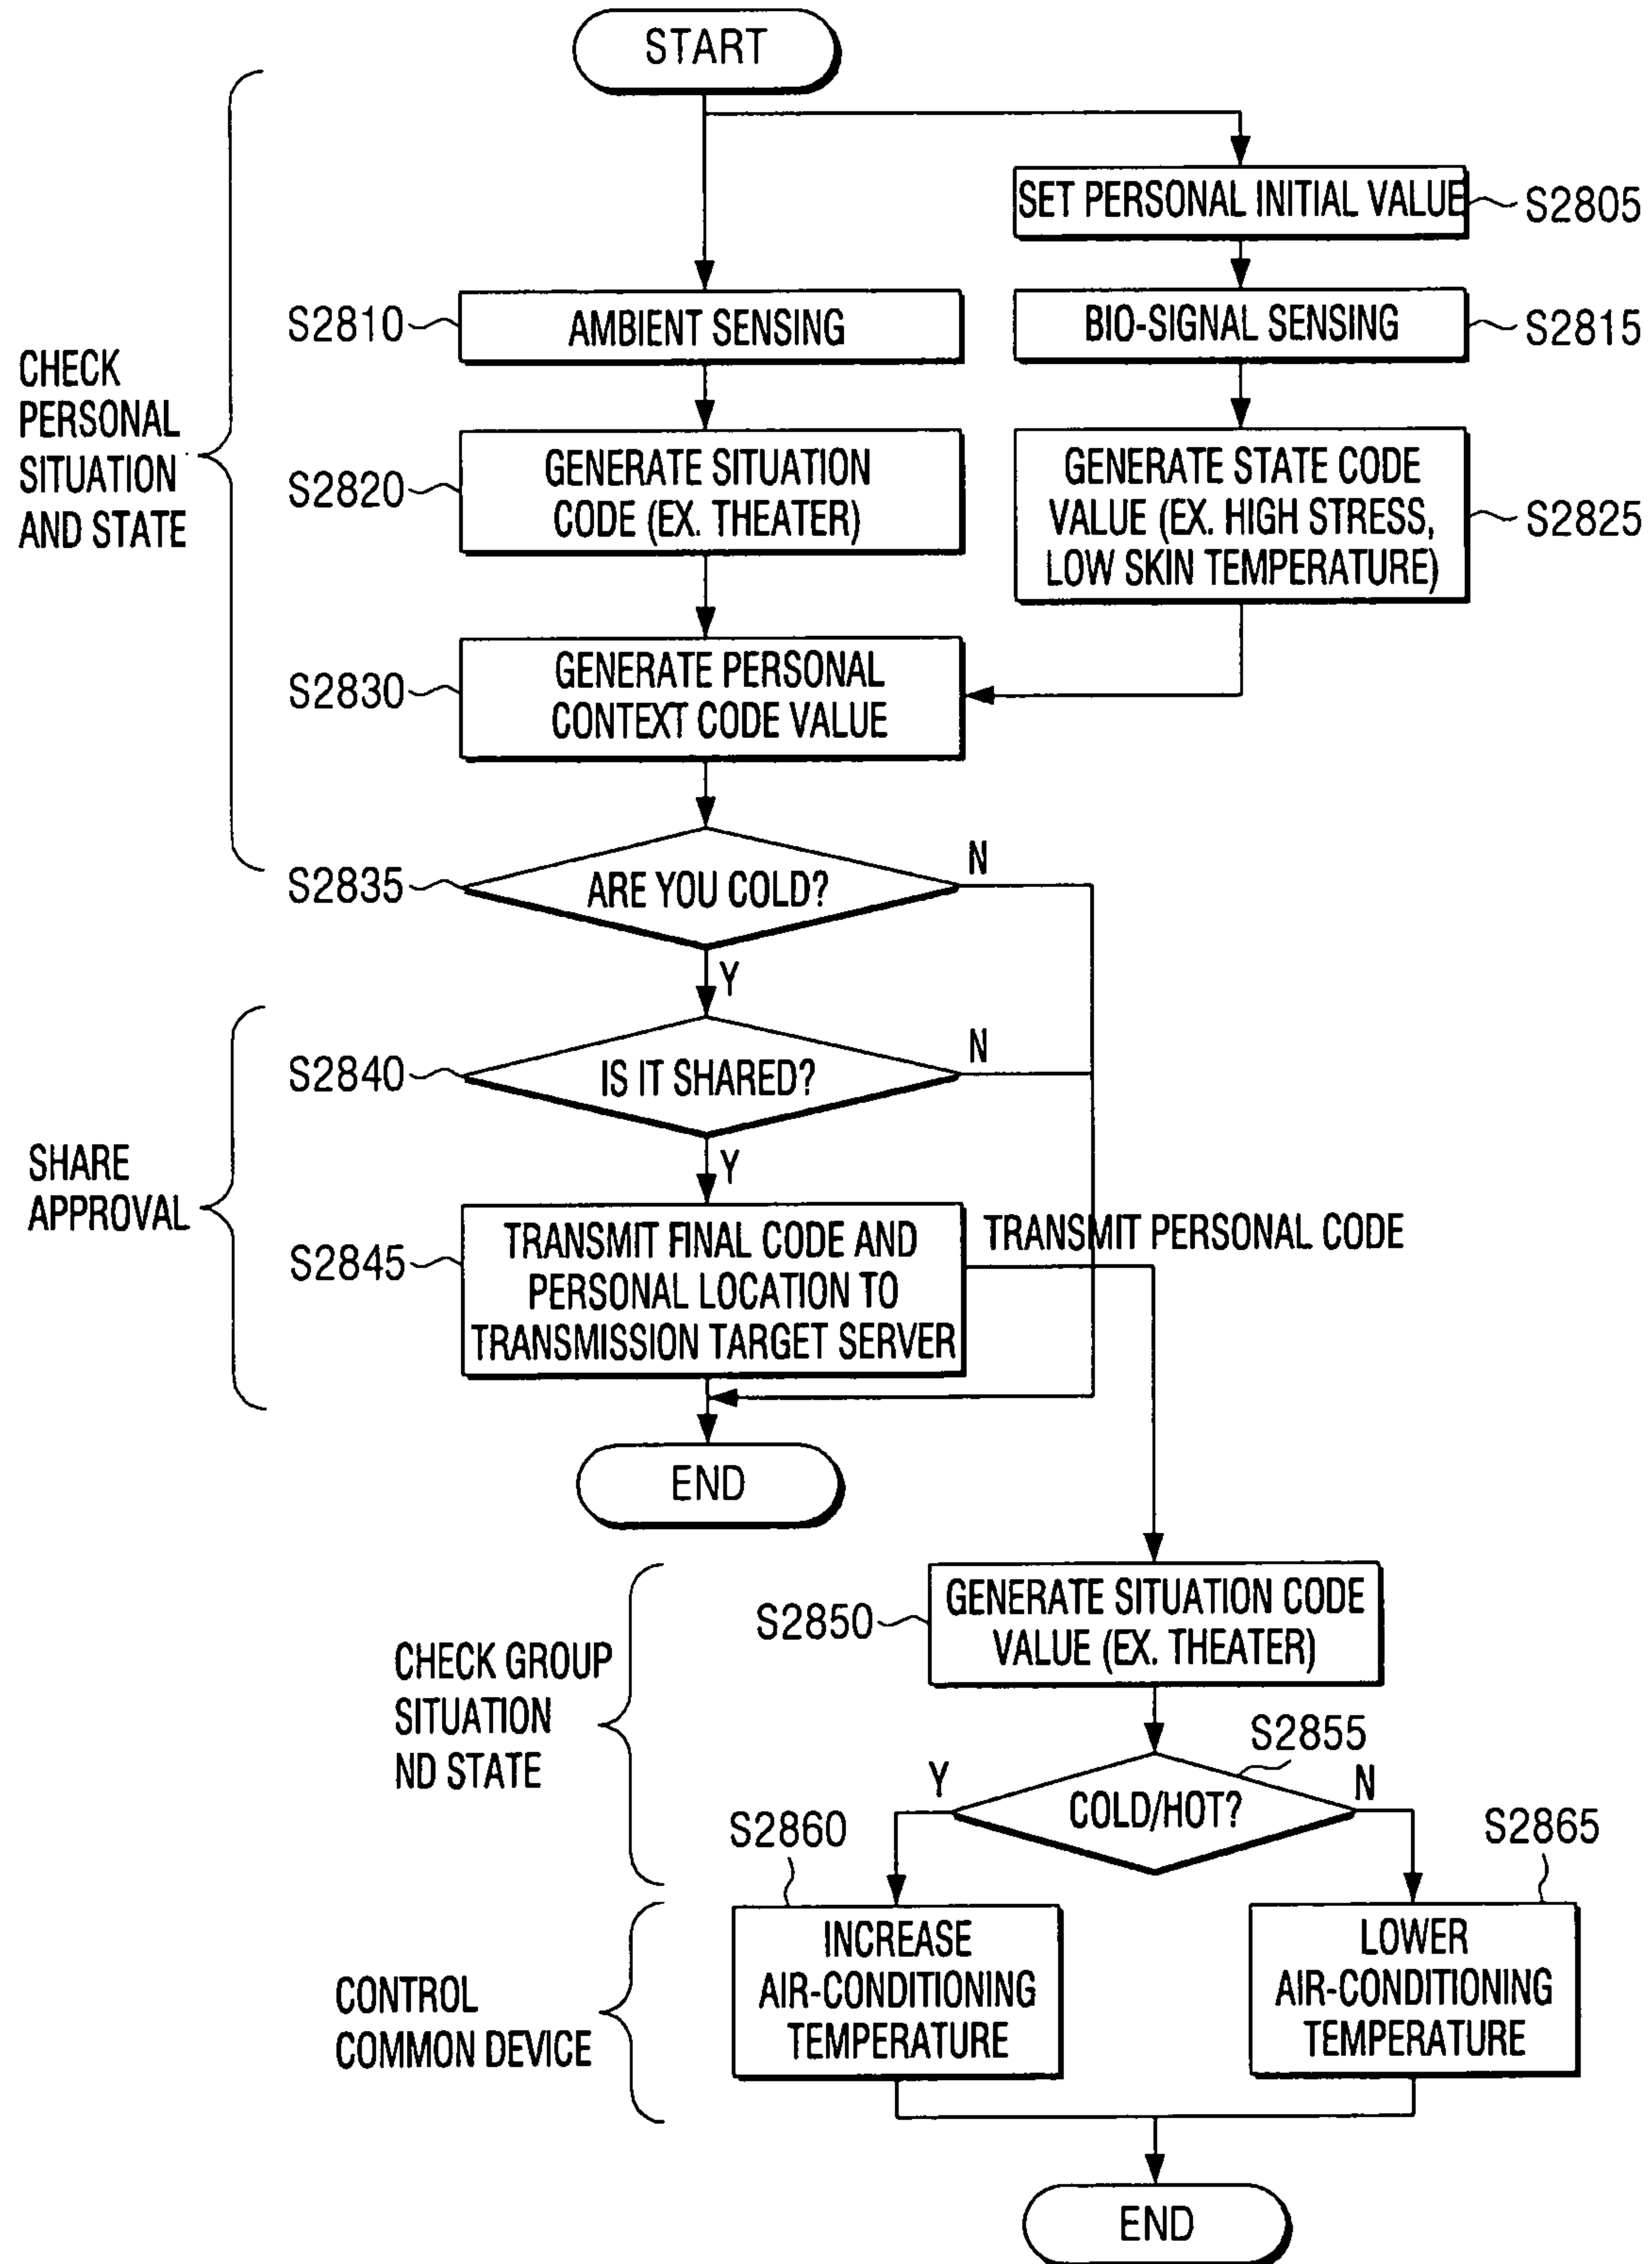 START
SET PERSONAL INITIAL VALUE
S2805
S2810
AMBIENT SENSING
BIO-SIGNAL SENSING
S2815
CHECK
PERSONAL
SITUATION
AND STATE
S2820
GENERATE SITUATION
CODE (EX. THEATER)
GENERATE STATE CODE
VALUE (EX. HIGH STRESS,
LOW SKIN TEMPERATURE)
S2825
S2830
GENERATE PERSONAL
CONTEXT CODE VALUE
S2835
ARE YOU COLD?
N
Y
S2840
IS IT SHARED?
N
Y
SHARE
APPROVAL
S2845
TRANSMIT FINAL CODE AND
PERSONAL LOCATION TO
TRANSMISSION TARGET SERVER
TRANSMIT PERSONAL CODE
END
S2850
GENERATE SITUATION CODE
VALUE (EX. THEATER)
CHECK GROUP
SITUATION
ND STATE
S2855
Y
COLD/HOT?
N
S2860
S2865
CONTROL
COMMON DEVICE
INCREASE
AIR-CONDITIONING
TEMPERATURE
LOWER
AIR-CONDITIONING
TEMPERATURE
END